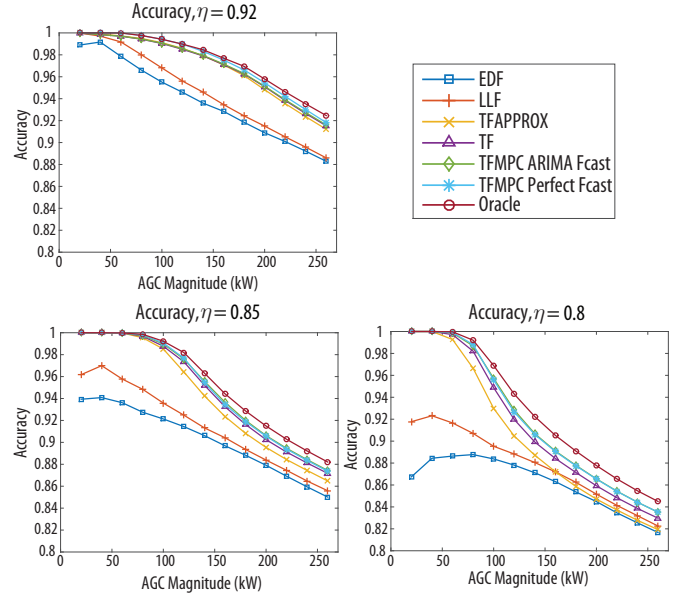 Accuracy, η = 0.92
1
0.98
0.96
0.94
0.92
0.9
0.88
0.86
0.84
0.82
0.8
Accuracy
0 50 100 150 200 250
AGC Magnitude (kW)
EDF
LLF
TFAPPROX
TF
TFMPC ARIMA Fcast
TFMPC Perfect Fcast
Oracle
Accuracy, η = 0.85
1
0.98
0.96
0.94
0.92
0.9
0.88
0.86
0.84
0.82
0.8
Accuracy
0 50 100 150 200 250
AGC Magnitude (kW)
Accuracy, η = 0.8
1
0.98
0.96
0.94
0.92
0.9
0.88
0.86
0.84
0.82
0.8
Accuracy
0 50 100 150 200 250
AGC Magnitude (kW)